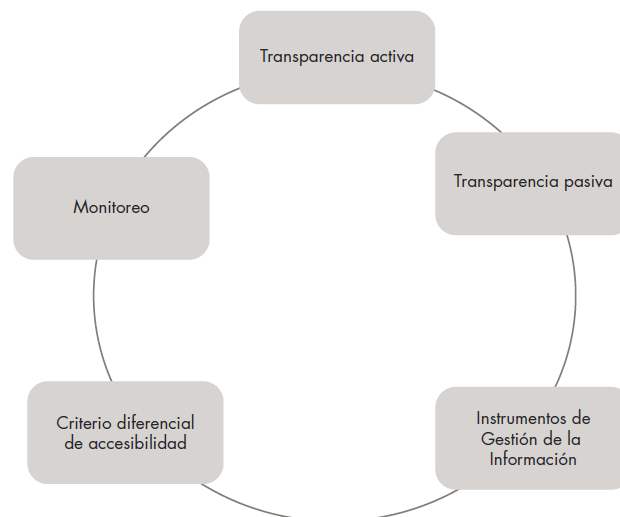 Transparencia activa
Transparencia pasiva
Monitoreo
Criterio diferencial
de accesibilidad
Instrumentos de
Gestión de la
Información